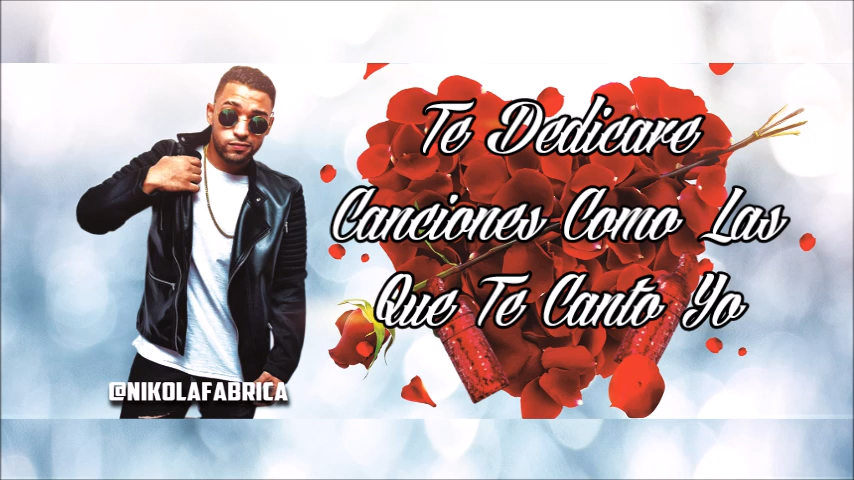 Te Dedicare
Canciones Como Las
Que Te Canto Yo
@NIKOLAFABRICA